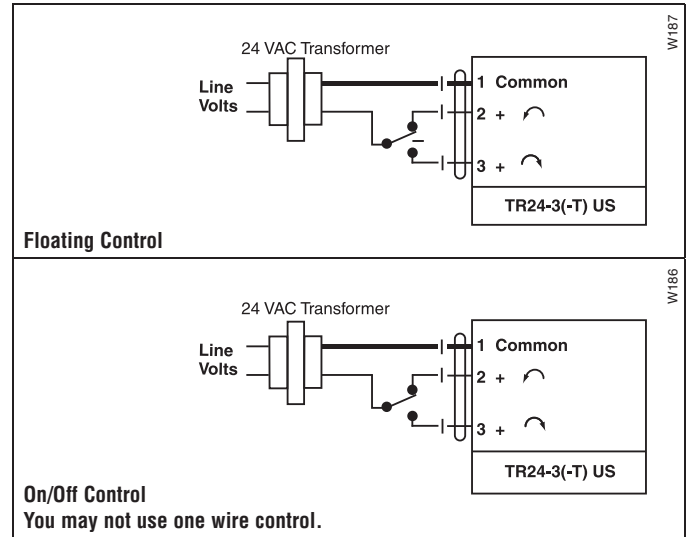 W187
24 VAC Transformer
Line
Volts
1 Common
2 +
3 +
TR24-3(-T) US
Floating Control
W186
24 VAC Transformer
Line
Volts
1 Common
2 +
3 +
TR24-3(-T) US
On/Off Control
You may not use one wire control.